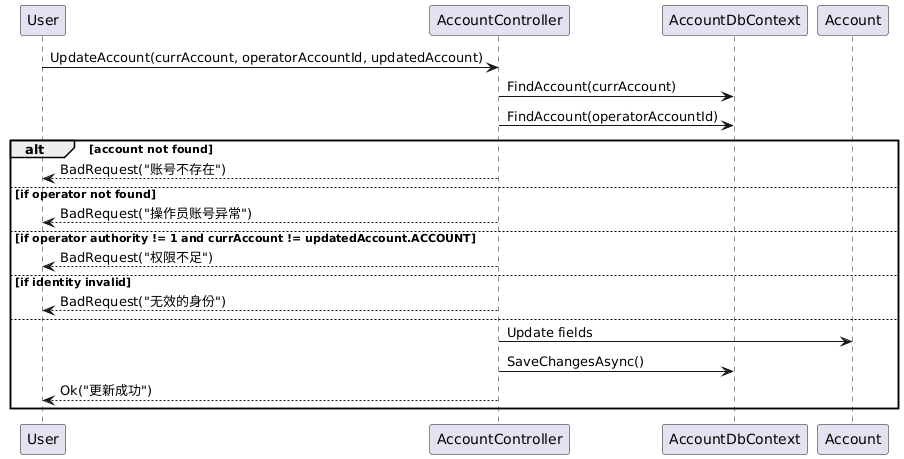 User
AccountController
AccountDbContext
Account
UpdateAccount(currAccount, operatorAccountId, updatedAccount)
FindAccount(currAccount)
FindAccount(operatorAccountId)
alt [account not found]
BadRequest("账号不存在")
[if operator not found]
BadRequest("操作员账号异常")
[if operator authority != 1 and currAccount != updatedAccount.ACCOUNT]
BadRequest("权限不足")
[if identity invalid]
BadRequest("无效的身份")
Update fields
SaveChangesAsync()
Ok("更新成功")
User
AccountController
AccountDbContext
Account